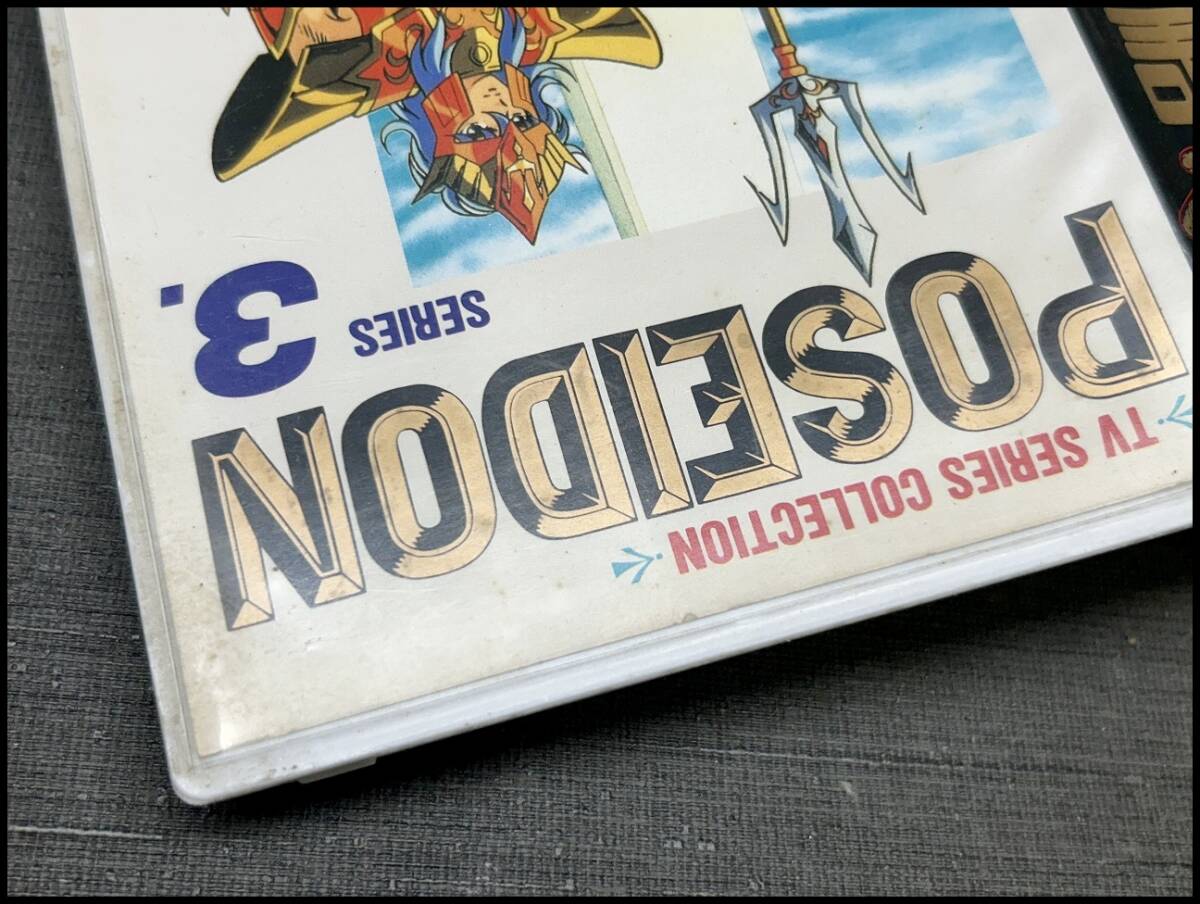 TV SERIES COLLECTION
POSEIDON
SERIES 3.